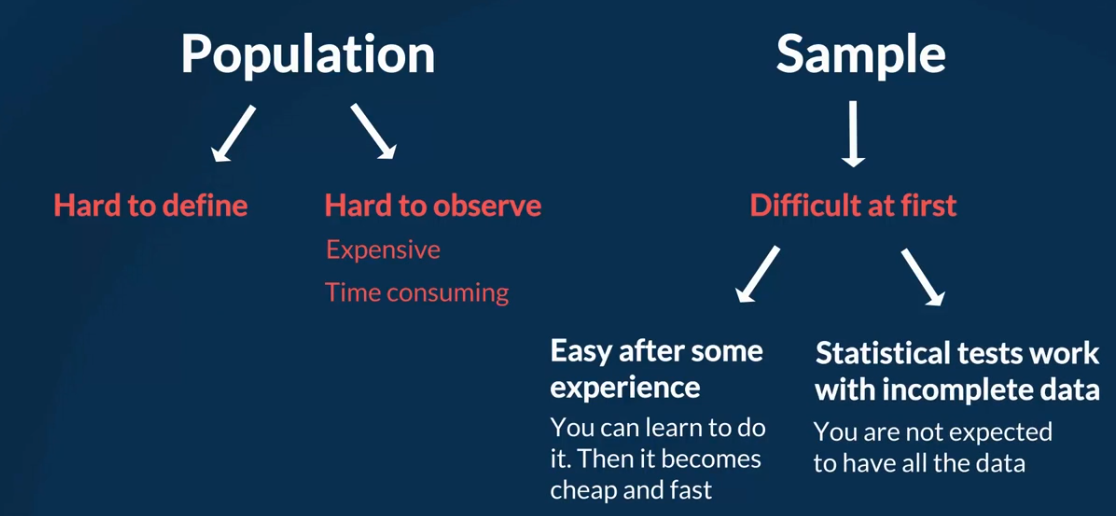 Population
Hard to define
Hard to observe
Expensive
Time consuming
Sample
Difficult at first
Easy after some
experience
You can learn to do
it. Then it becomes
cheap and fast
Statistical tests work
with incomplete data
You are not expected
to have all the data